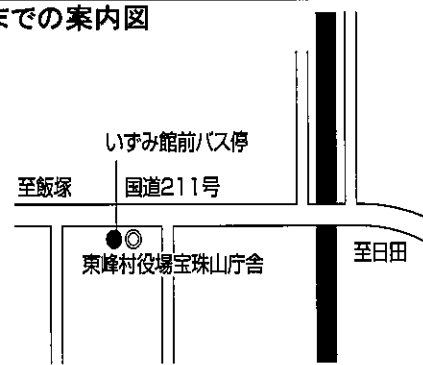 までの案内図
いずみ館前バス停
至飯塚 国道211号
東峰村役場宝珠山庁舎
至日田